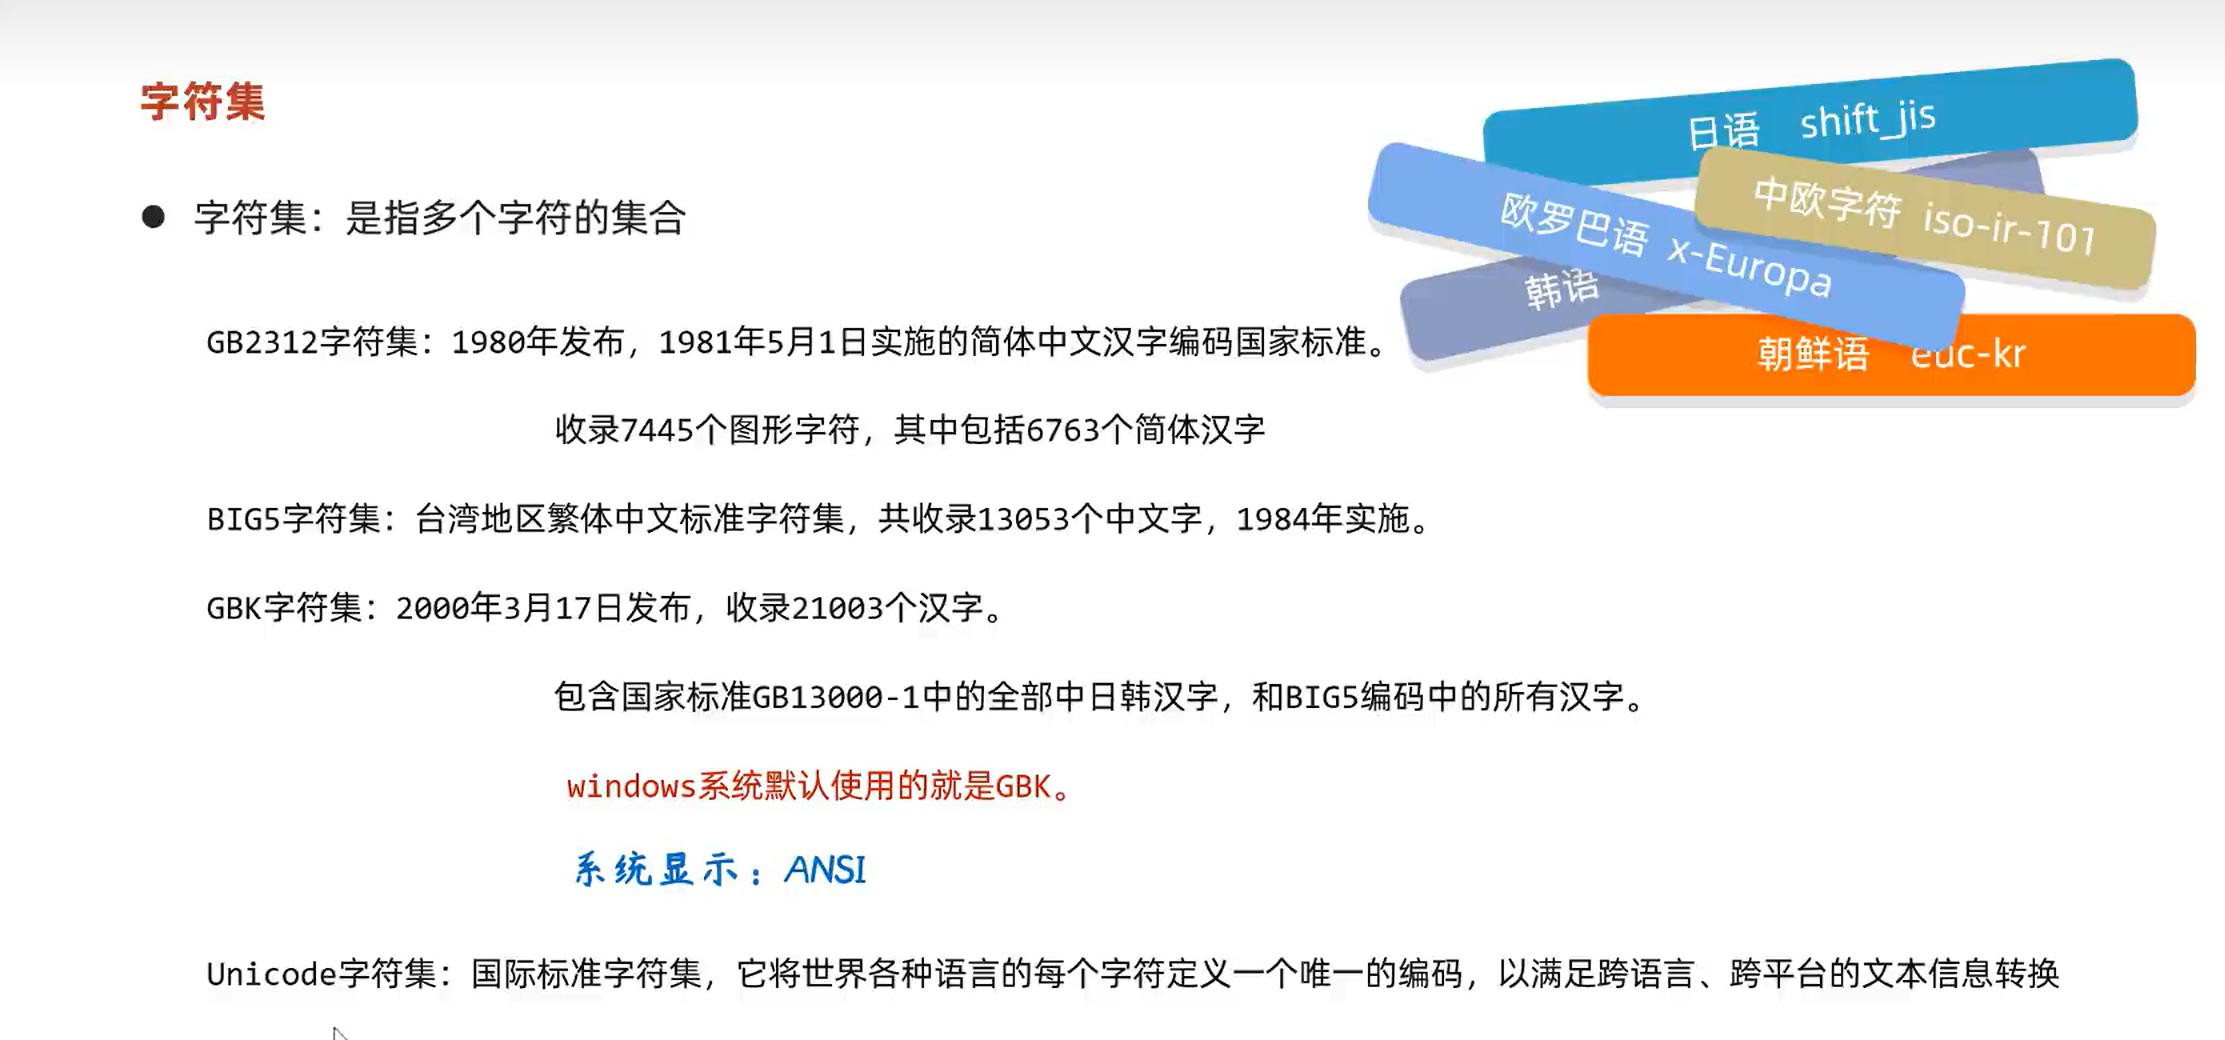 字符集
日语 shift_jis
中欧字符 iso-ir-101
欧罗巴语 x-Europa
韩语
朝鲜语 euc-kr
● 字符集：是指多个字符的集合
GB2312字符集：1980年发布，1981年5月1日实施的简体中文汉字编码国家标准。
收录7445个图形字符，其中包括6763个简体汉字
BIG5字符集：台湾地区繁体中文标准字符集，共收录13053个中文字，1984年实施。
GBK字符集：2000年3月17日发布，收录21003个汉字。
包含国家标准GB13000-1中的全部中日韩汉字，和BIG5编码中的所有汉字。
windows系统默认使用的就是GBK。
系统显示：ANSI
Unicode字符集：国际标准字符集，它将世界各种语言的每个字符定义一个唯一的编码，以满足跨语言、跨平台的文本信息转换